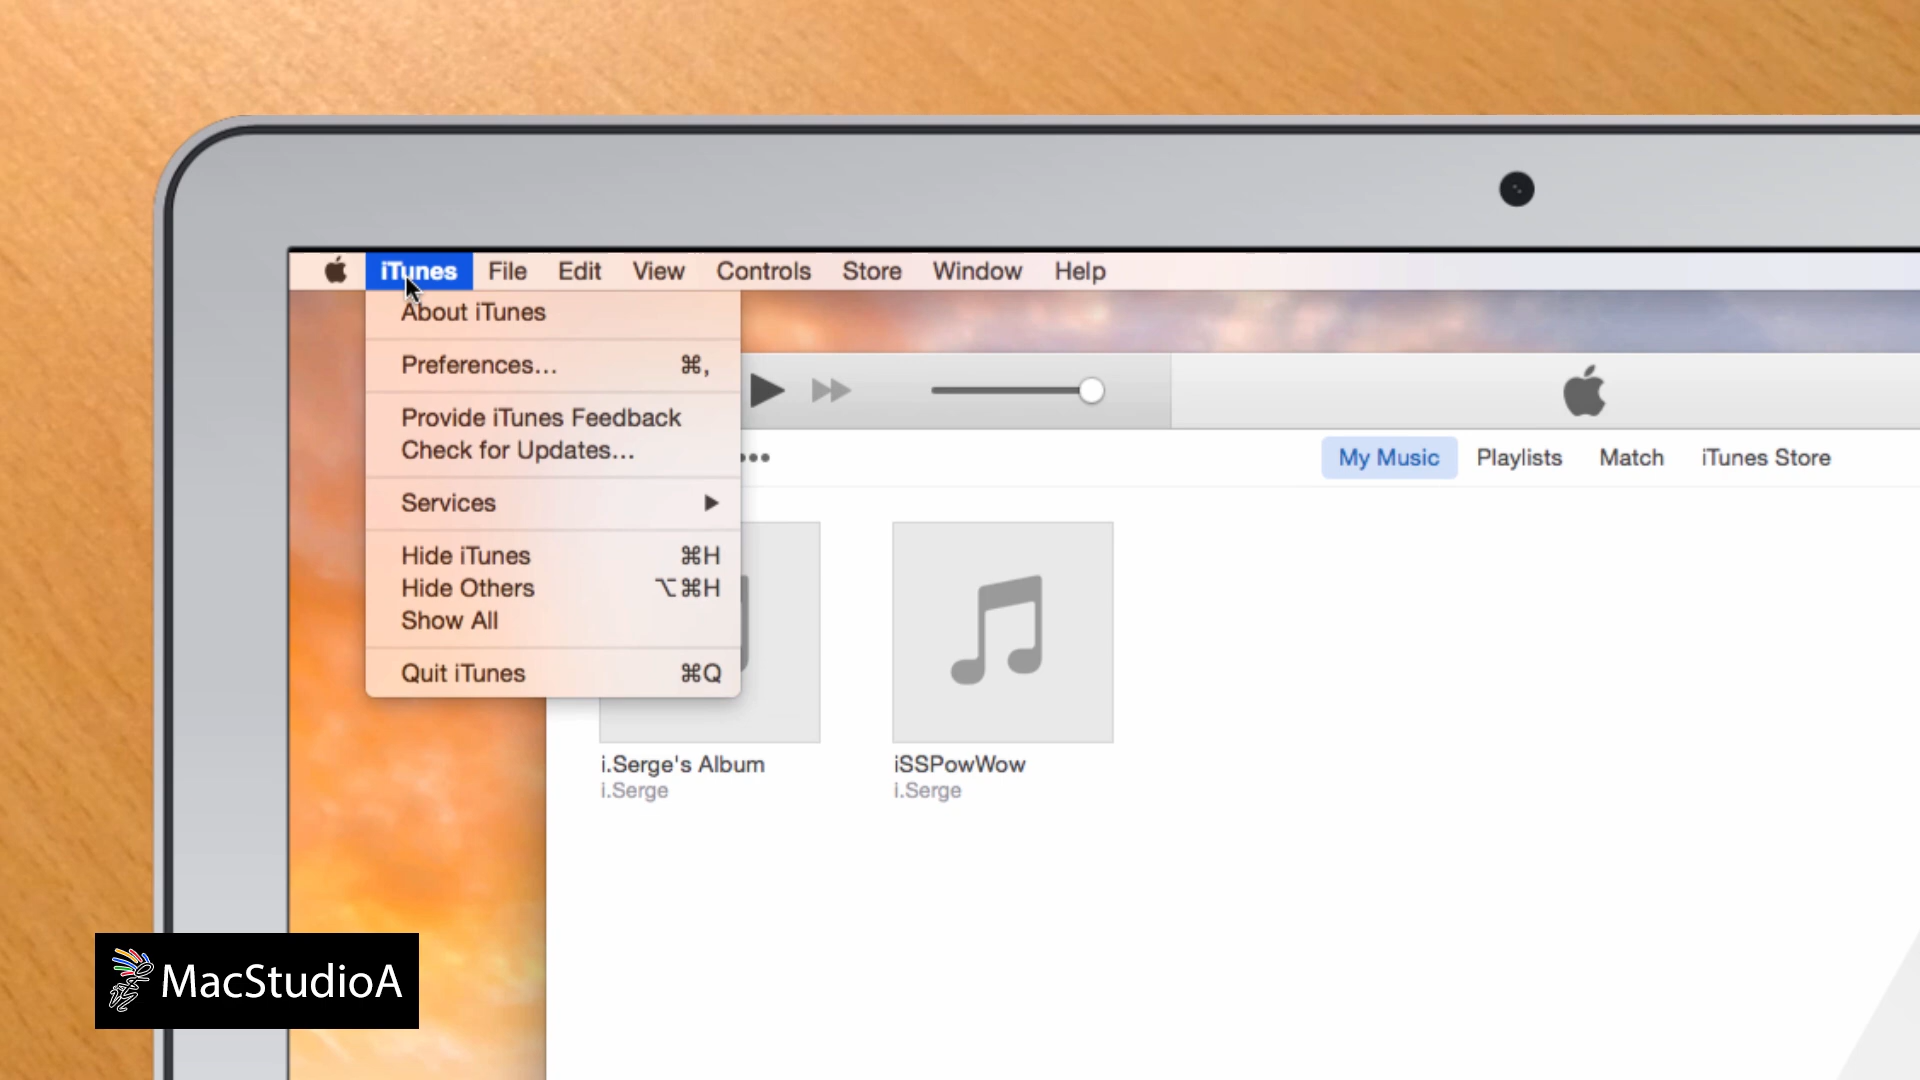 iTunes File Edit View Controls Store Window Help
About iTunes
Preferences... ⌘,
Provide iTunes Feedback
Check for Updates...
Services ▶
Hide iTunes ⌘H
Hide Others ⌥⌘H
Show All
Quit iTunes ⌘Q
My Music Playlists Match iTunes Store
i.Serge's Album
i.Serge
iSSPowWow
i.Serge
MacStudioA